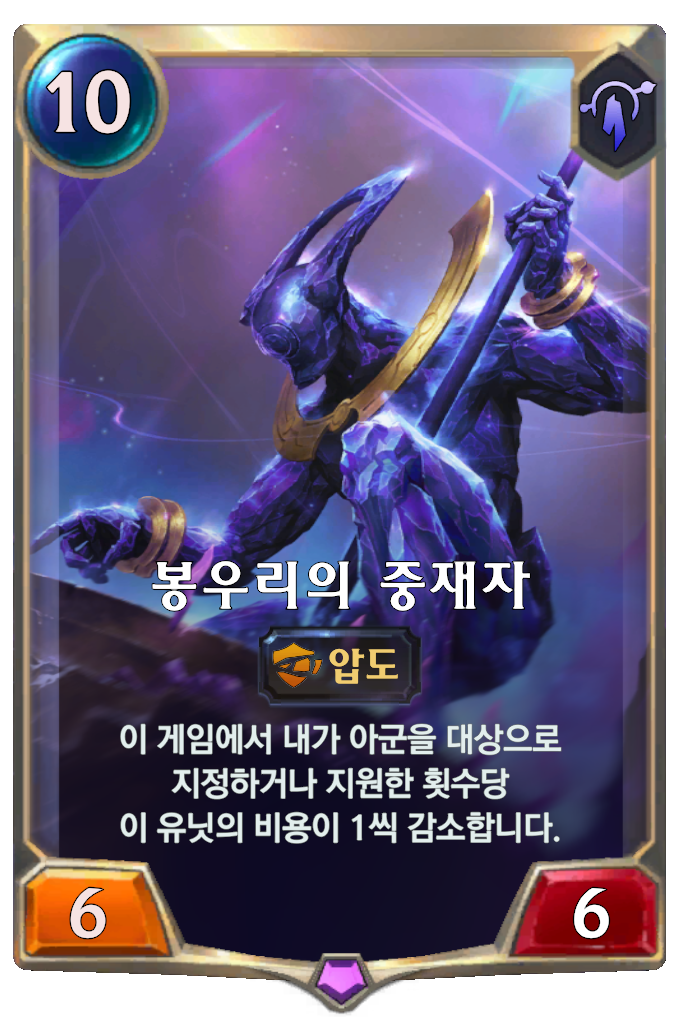 10
봉우리의 중재자
압도
이 게임에서 내가 아군을 대상으로
지정하거나 지원한 횟수당
이 유닛의 비용이 1씩 감소합니다.
6
6